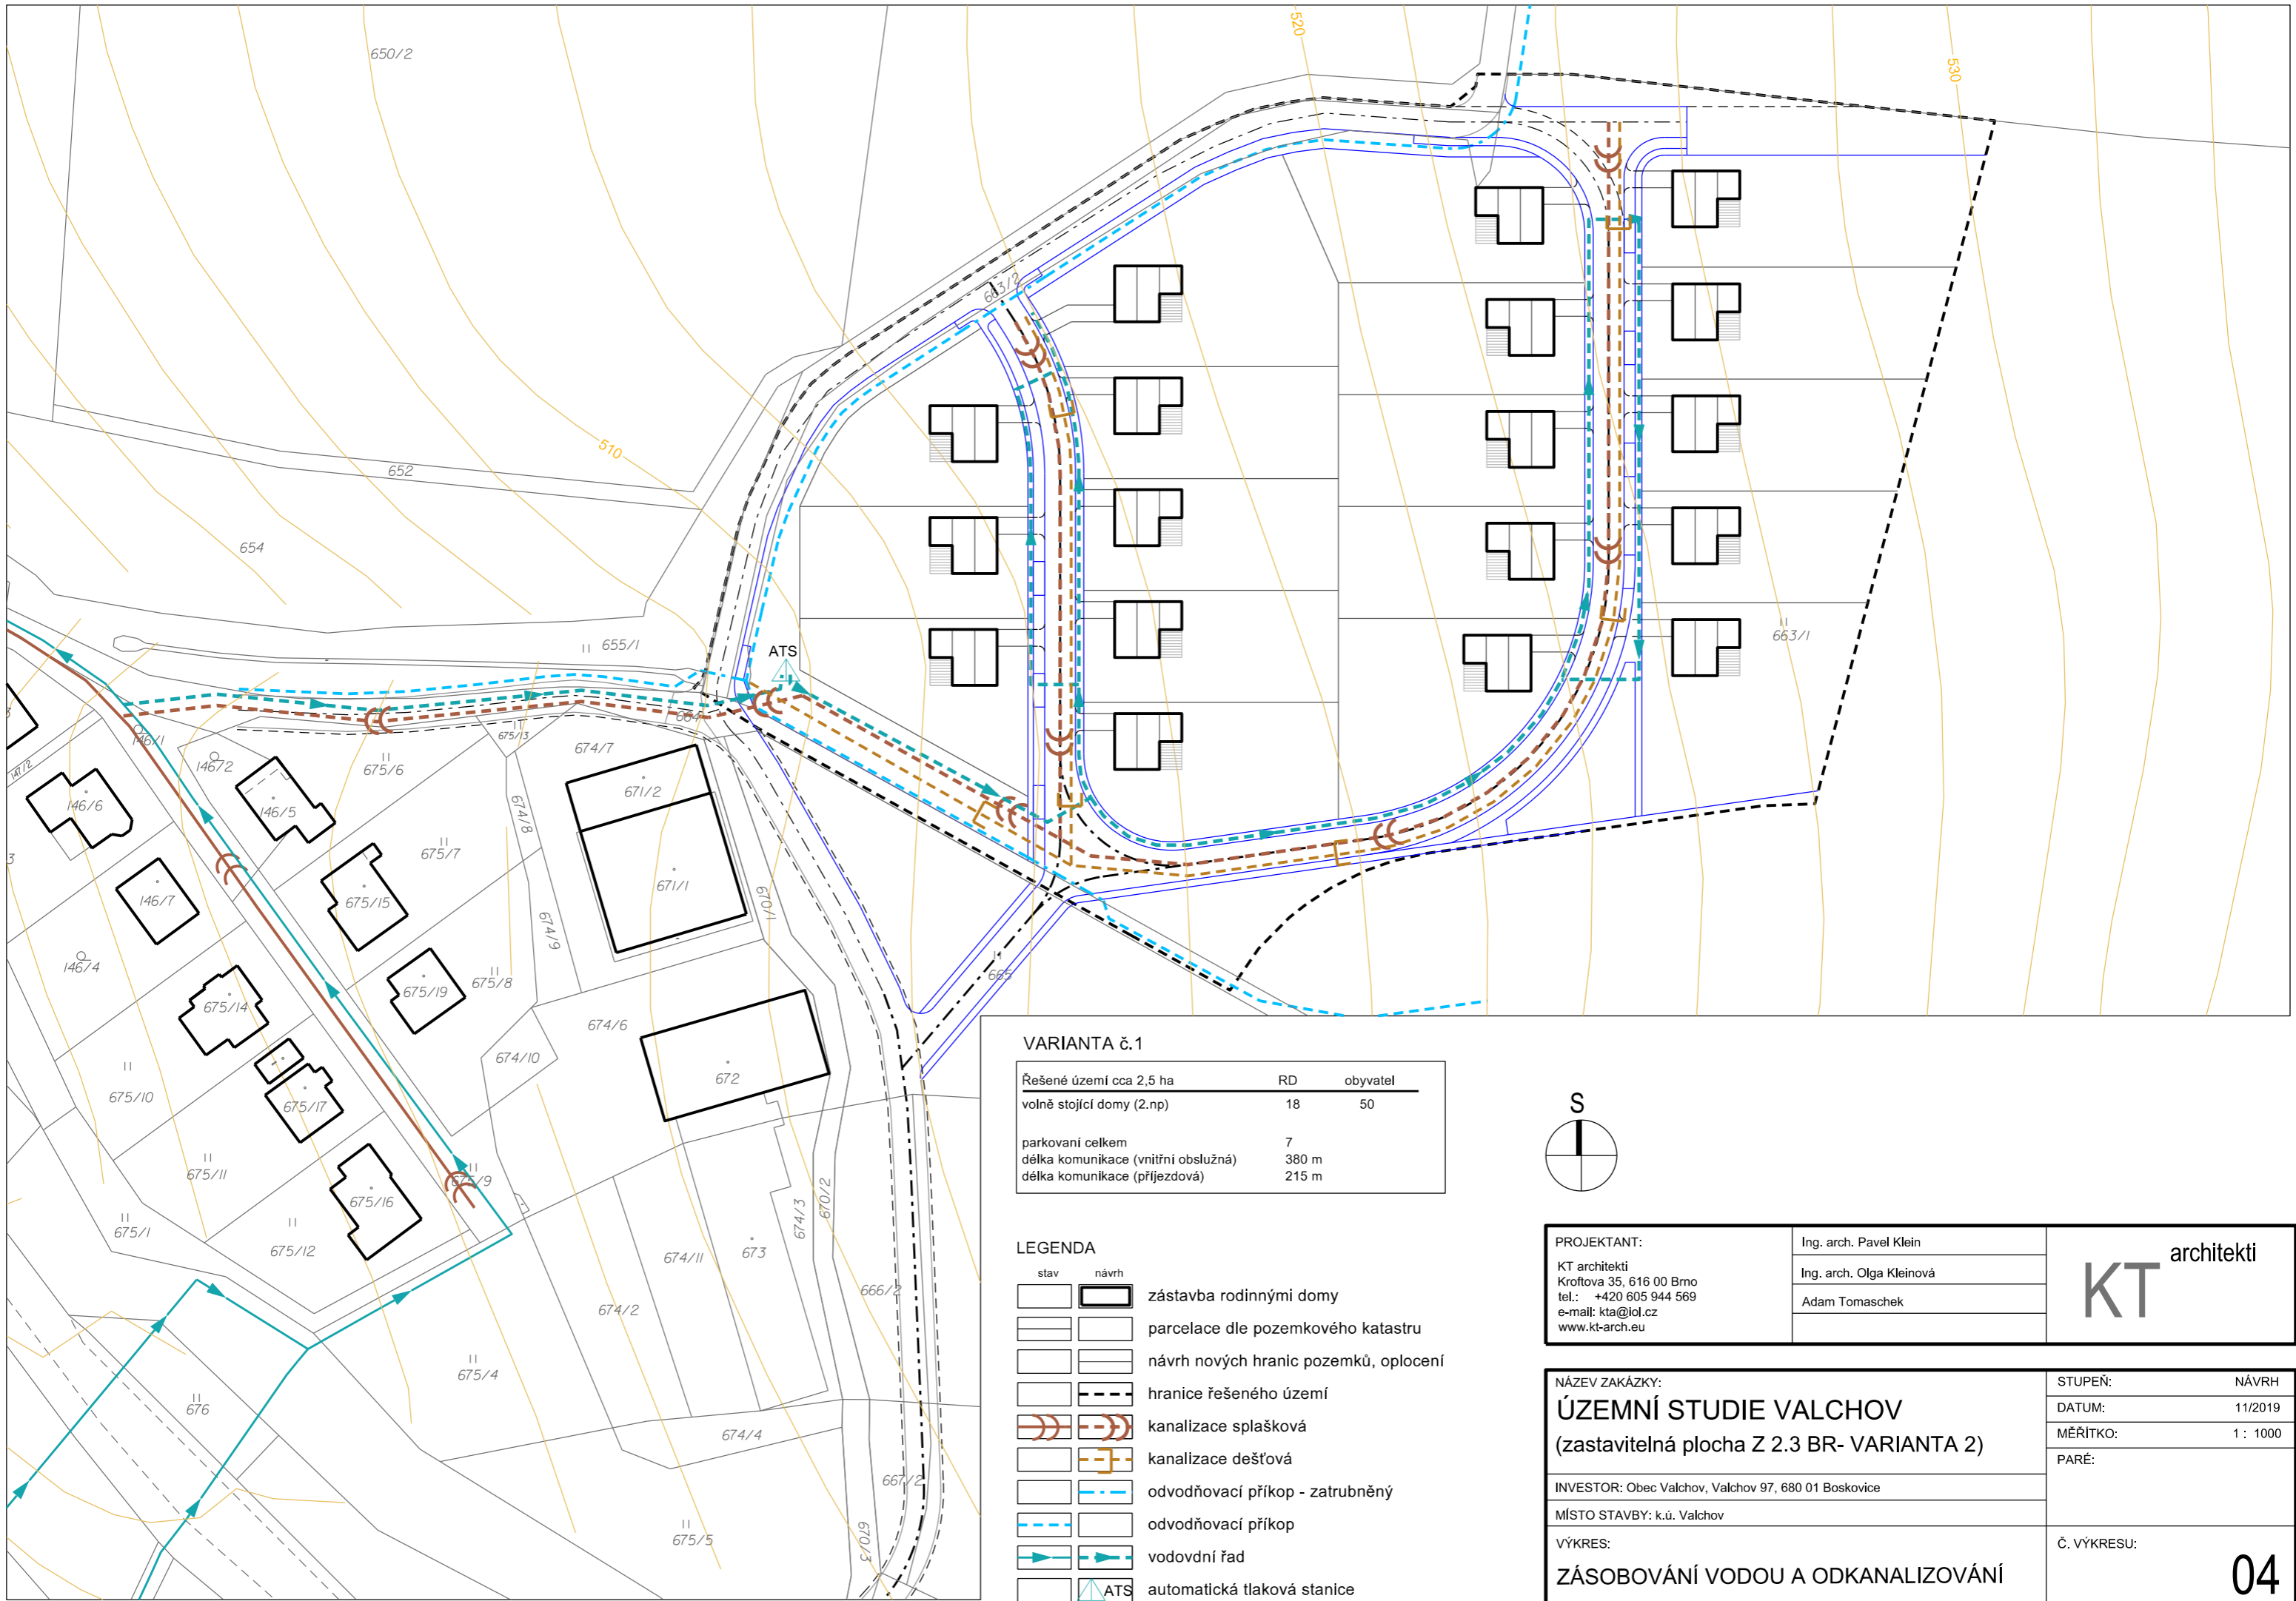 650/2
520
530
652
510
654
663/2
655/1
ATS
664
663/1
146/1
146/2
147/2
675/13
674/7
675/6
671/2
146/6
146/5
674/8
675/7
671/1
146/7
675/15
670/1
674/9
146/4
675/8
675/19
665
675/14
674/6
674/10
672
675/10
675/17
675/11
675/9
675/16
675/1
675/12
674/3
670/2
674/11
673
666/2
674/2
675/4
676
674/4
667/2
675/5
670/3
VARIANTA č.1
Řešené území cca 2,5 ha RD obyvatel
volně stojící domy (2.np) 18 50
parkovaní celkem 7
délka komunikace (vnitřní obslužná) 380 m
délka komunikace (příjezdová) 215 m
S
LEGENDA
stav návrh
zástavba rodinnými domy
parcelace dle pozemkového katastru
návrh nových hranic pozemků, oplocení
hranice řešeného území
kanalizace splašková
kanalizace dešťová
odvodňovací příkop - zatrubněný
odvodňovací příkop
vodovdní řad
ATS automatická tlaková stanice
PROJEKTANT:
KT architekti
Kroftova 35, 616 00 Brno
tel.: +420 605 944 569
e-mail: kta@iol.cz
www.kt-arch.eu
Ing. arch. Pavel Klein
Ing. arch. Olga Kleinová
Adam Tomaschek
KT architekti
NÁZEV ZAKÁZKY:
ÚZEMNÍ STUDIE VALCHOV
(zastavitelná plocha Z 2.3 BR- VARIANTA 2)
INVESTOR: Obec Valchov, Valchov 97, 680 01 Boskovice
MÍSTO STAVBY: k.ú. Valchov
VÝKRES:
ZÁSOBOVÁNÍ VODOU A ODKANALIZOVÁNÍ
STUPEŇ: NÁVRH
DATUM: 11/2019
MĚŘÍTKO: 1 : 1000
PARÉ:
Č. VÝKRESU:
04